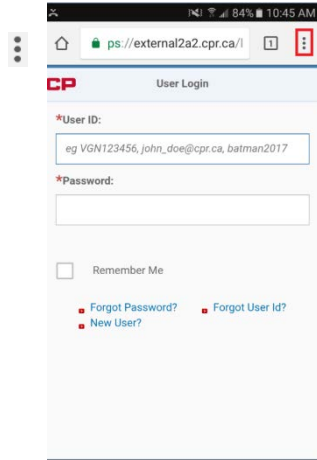 84% 10:45 AM
ps://external2a2.cpr.ca/l 1
CP User Login
*User ID:
eg VGN123456, john_doe@cpr.ca, batman2017
*Password:
Remember Me
Forgot Password? Forgot User Id?
New User?